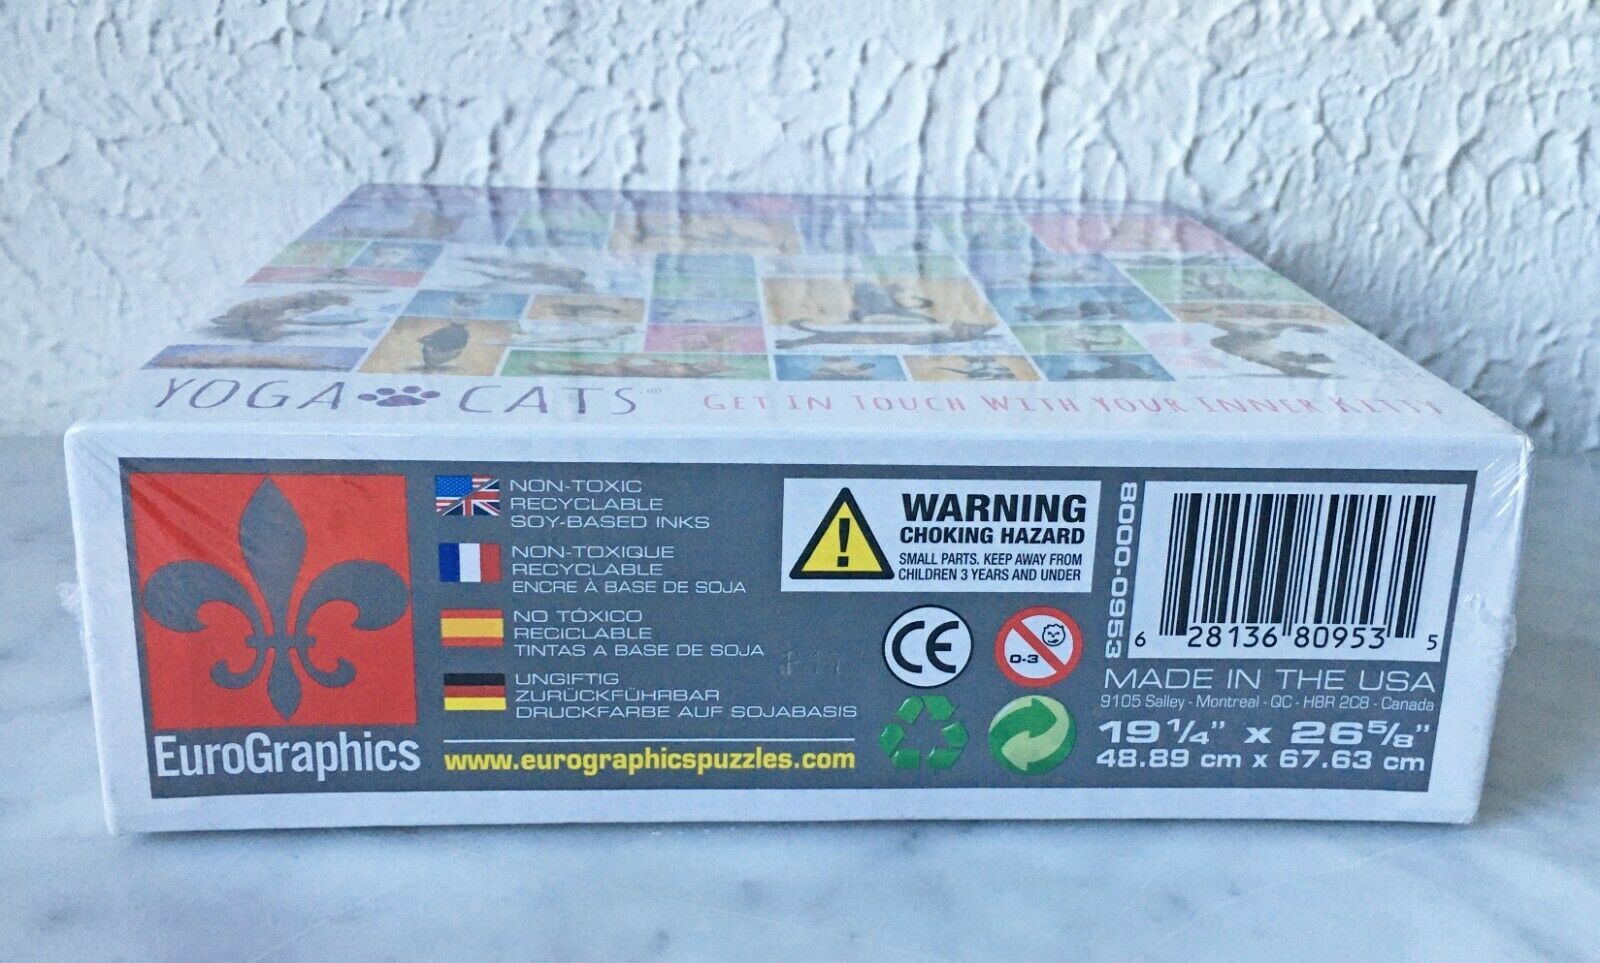 YOGA CATS
GET IN TOUCH WITH YOUR INNER KITTY
EuroGraphics
NON-TOXIC
RECYCLABLE
SOY-BASED INKS
NON-TOXIQUE
RECYCLABLE
ENCRE À BASE DE SOJA
NO TÓXICO
RECICLABLE
TINTAS A BASE DE SOJA
UNGIFTIG
ZURÜCKFÜHRBAR
DRUCKFARBE AUF SOJABASIS
www.eurographicspuzzles.com
WARNING
CHOKING HAZARD
SMALL PARTS. KEEP AWAY FROM
CHILDREN 3 YEARS AND UNDER
CE
0-3
8000-0953
6 28136 80953 5
MADE IN THE USA
9105 Salley - Montreal - QC - H8R 2C8 - Canada
19 1/4" x 26 5/8"
48.89 cm x 67.63 cm